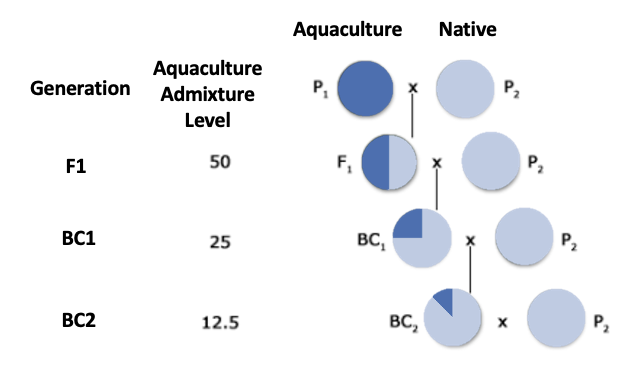 Aquaculture Native
Generation
Aquaculture
Admixture
Level
P1 x P2
F1
50
F1 x P2
BC1
25
BC1 x P2
BC2
12.5
BC2 x P2